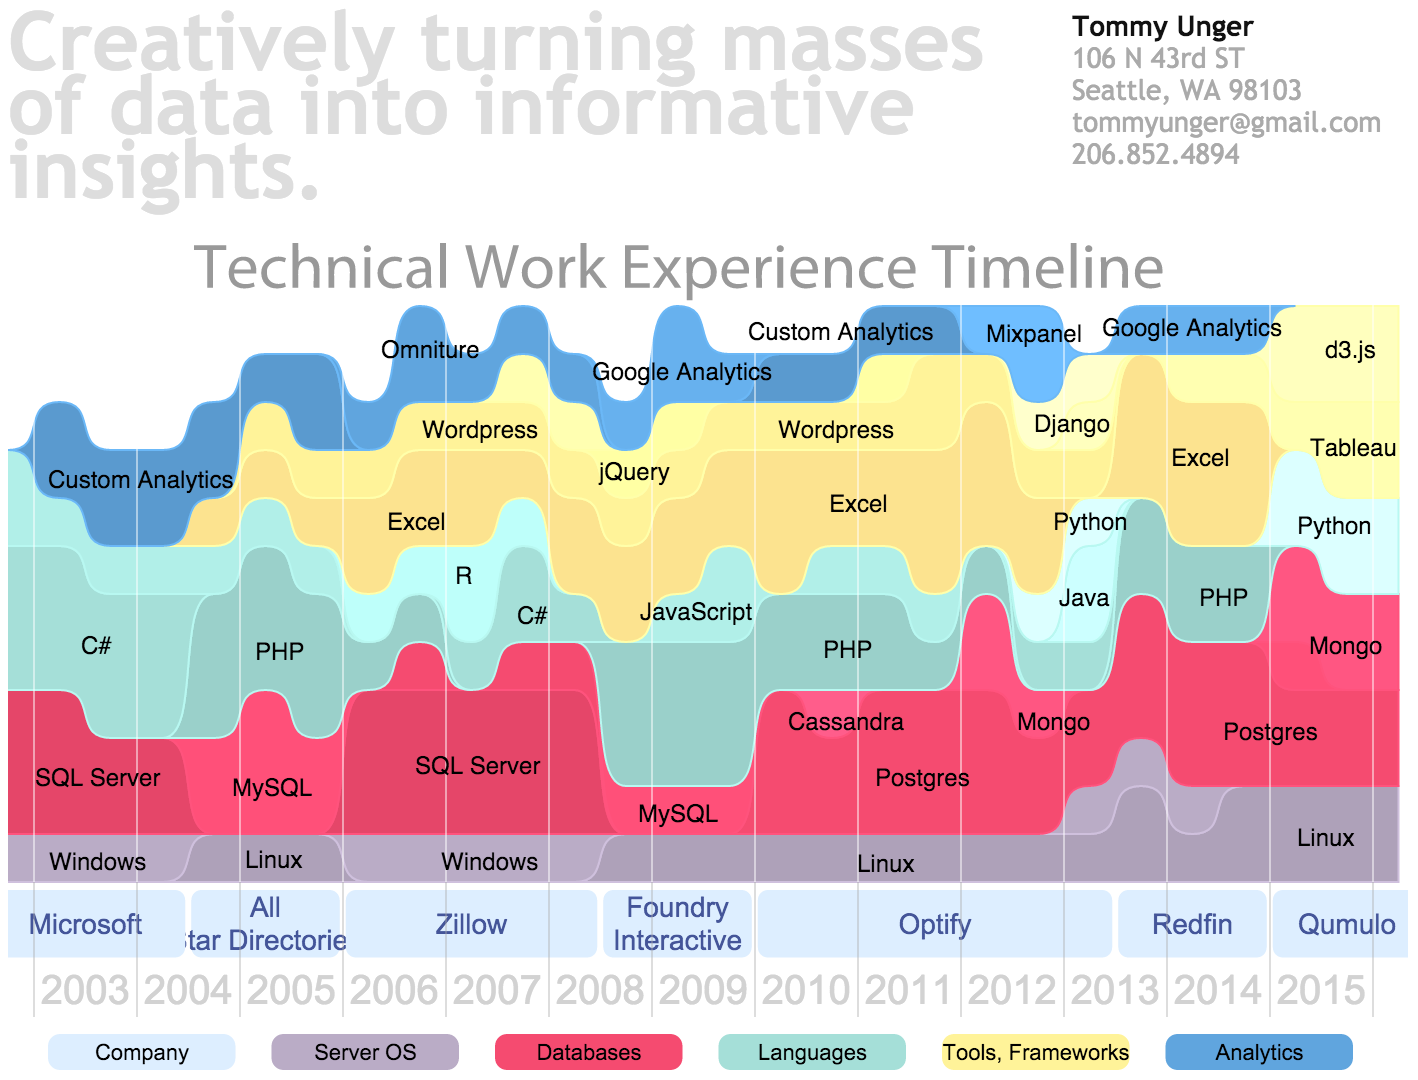 Creatively turning masses
of data into informative
insights.
Tommy Unger
106 N 43rd ST
Seattle, WA 98103
tommyunger@gmail.com
206.852.4894
Technical Work Experience Timeline
Custom Analytics
Omniture
Google Analytics
Custom Analytics
Mixpanel
Google Analytics
d3.js
Wordpress
jQuery
Wordpress
Django
Tableau
Excel
Excel
Excel
Python
Python
C#
PHP
R
C#
JavaScript
PHP
Java
PHP
Mongo
SQL Server
MySQL
SQL Server
MySQL
Cassandra
Postgres
Mongo
Postgres
Windows
Linux
Windows
Linux
Linux
Microsoft
All
tar Directorie
Zillow
Foundry
Interactive
Optify
Redfin
Qumulo
2003 2004 2005 2006 2007 2008 2009 2010 2011 2012 2013 2014 2015
Company
Server OS
Databases
Languages
Tools, Frameworks
Analytics